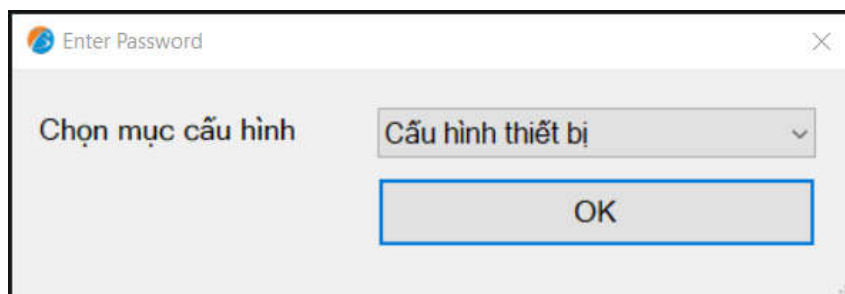 Enter Password
Chọn mục cấu hình
Cấu hình thiết bị
OK